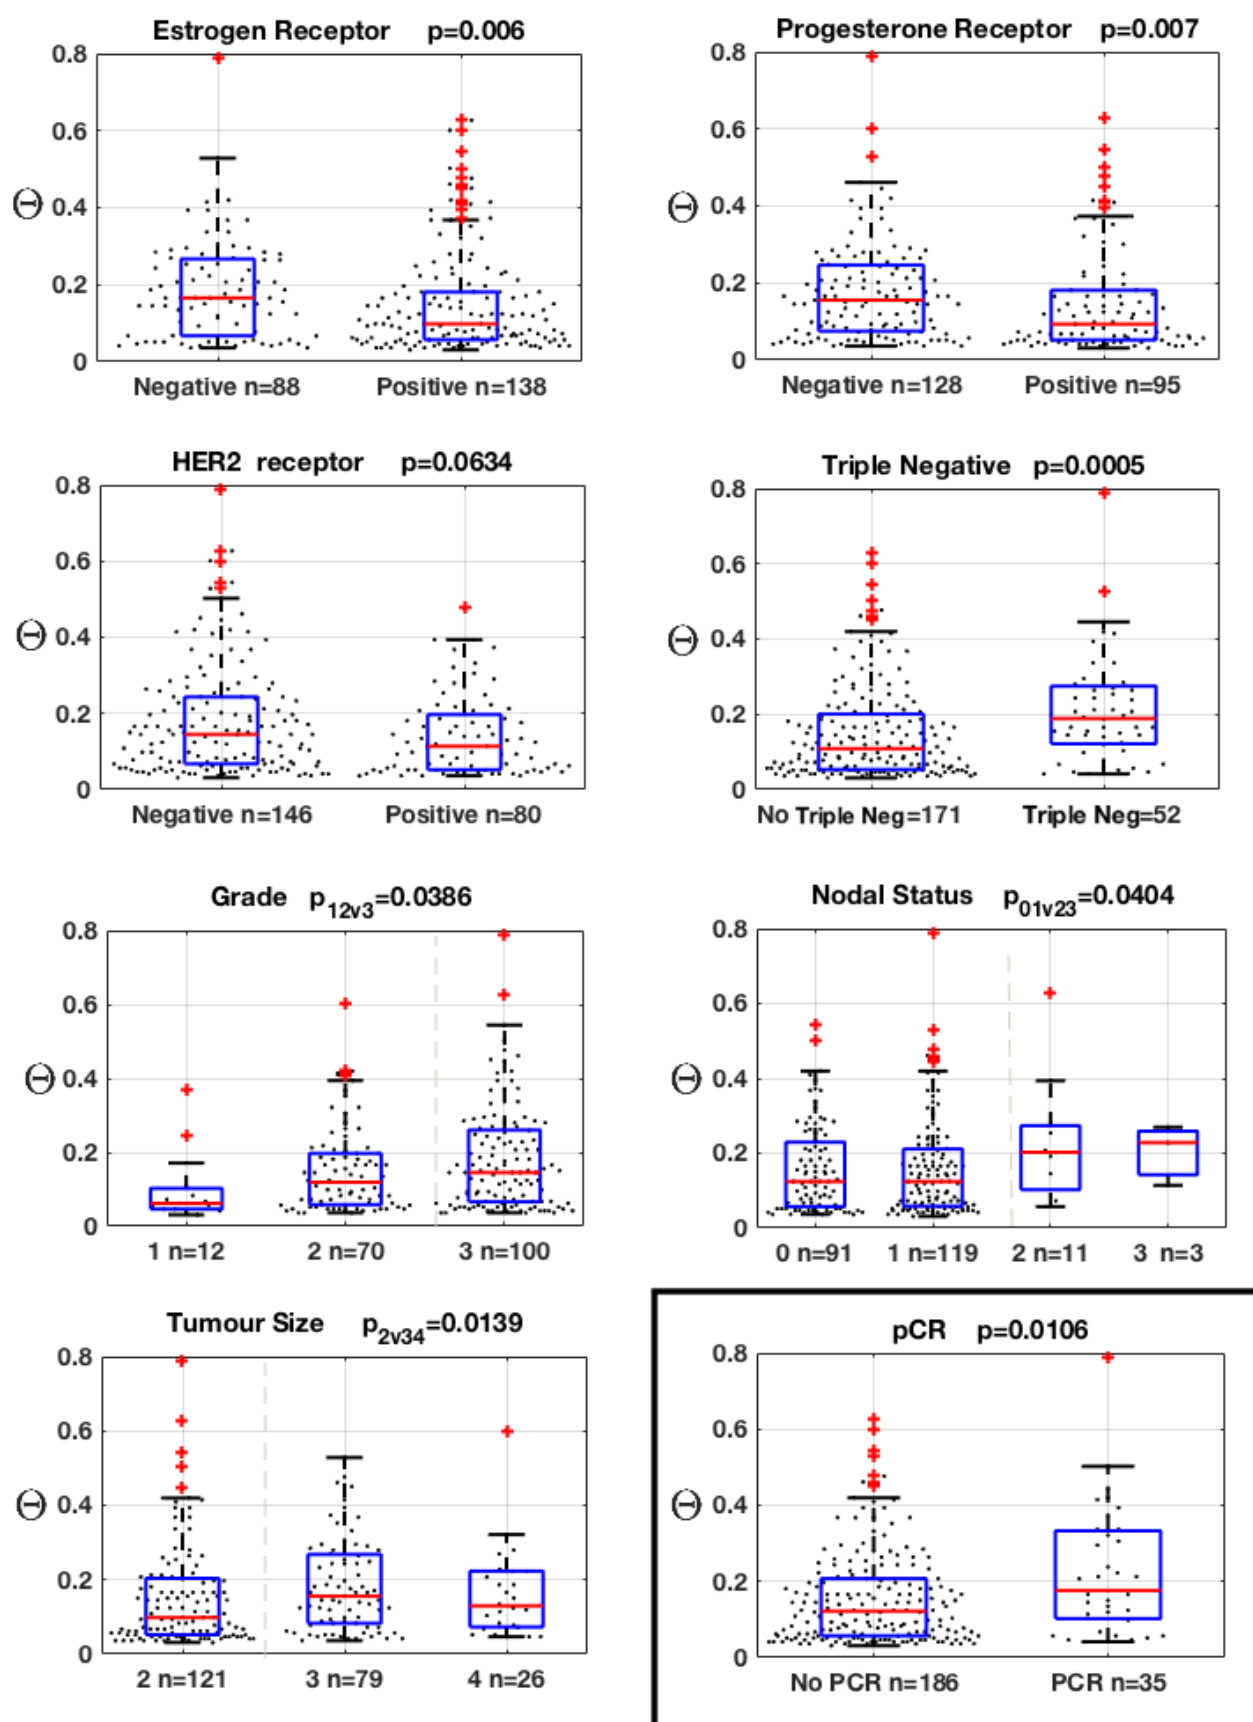 Estrogen Receptor p=0.006
0.8
0.6
Θ 0.4
0.2
0
Negative n=88 Positive n=138
Progesterone Receptor p=0.007
0.8
0.6
Θ 0.4
0.2
0
Negative n=128 Positive n=95
HER2 receptor p=0.0634
0.8
0.6
Θ 0.4
0.2
0
Negative n=146 Positive n=80
Triple Negative p=0.0005
0.8
0.6
Θ 0.4
0.2
0
No Triple Neg=171 Triple Neg=52
Grade p12v3=0.0386
0.8
0.6
Θ 0.4
0.2
0
1 n=12 2 n=70 3 n=100
Nodal Status p01v23=0.0404
0.8
0.6
Θ 0.4
0.2
0
0 n=91 1 n=119 2 n=11 3 n=3
Tumour Size p2v34=0.0139
0.8
0.6
Θ 0.4
0.2
0
2 n=121 3 n=79 4 n=26
pCR p=0.0106
0.8
0.6
Θ 0.4
0.2
0
No PCR n=186 PCR n=35